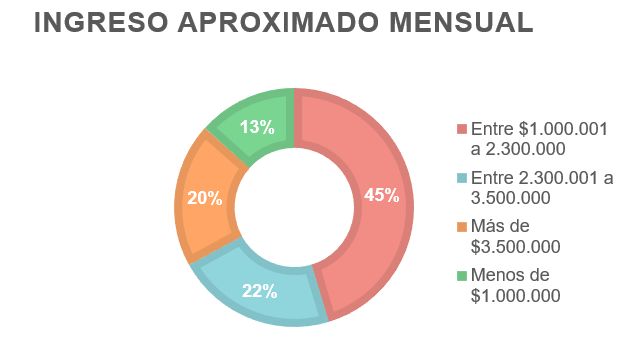 INGRESO APROXIMADO MENSUAL
13%
45%
20%
22%
Entre $1.000.001
a 2.300.000
Entre 2.300.001 a
3.500.000
Más de
$3.500.000
Menos de
$1.000.000